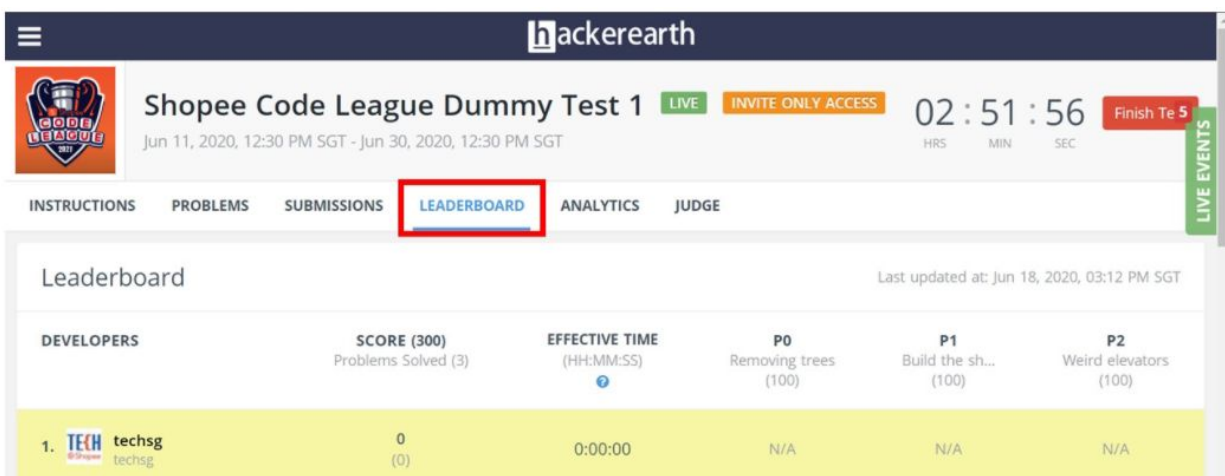 hackerearth
CODE
LEAGUE
2021
Shopee Code League Dummy Test 1 LIVE INVITE ONLY ACCESS
Jun 11, 2020, 12:30 PM SGT - Jun 30, 2020, 12:30 PM SGT
02 : 51 : 56
HRS MIN SEC
Finish Te 5
LIVE EVENTS
INSTRUCTIONS PROBLEMS SUBMISSIONS LEADERBOARD ANALYTICS JUDGE
Leaderboard
Last updated at: Jun 18, 2020, 03:12 PM SGT
DEVELOPERS SCORE (300) EFFECTIVE TIME P0 P1 P2
Problems Solved (3) (HH:MM:SS) Removing trees Build the sh... Weird elevators
? (100) (100) (100)
1. TECH techsg 0 0:00:00 N/A N/A N/A
@Shopee techsg (0)